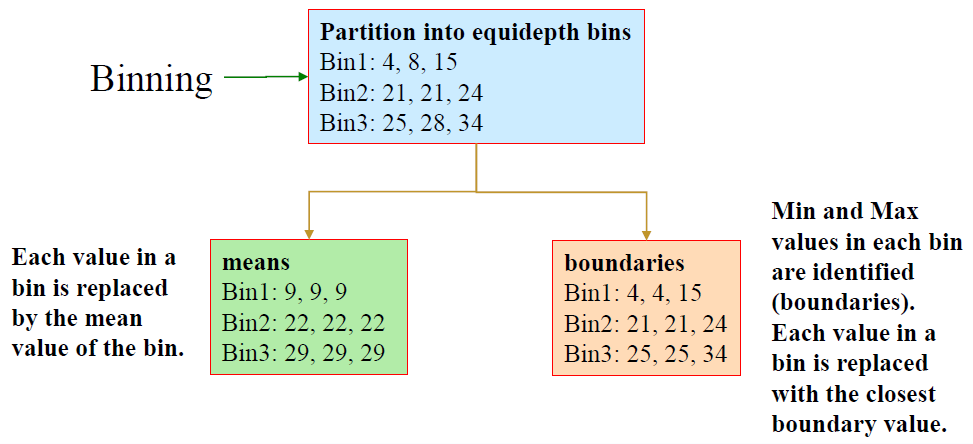 Binning
Partition into equidepth bins
Bin1: 4, 8, 15
Bin2: 21, 21, 24
Bin3: 25, 28, 34
Each value in a
bin is replaced
by the mean
value of the bin.
means
Bin1: 9, 9, 9
Bin2: 22, 22, 22
Bin3: 29, 29, 29
boundaries
Bin1: 4, 4, 15
Bin2: 21, 21, 24
Bin3: 25, 25, 34
Min and Max
values in each bin
are identified
(boundaries).
Each value in a
bin is replaced
with the closest
boundary value.